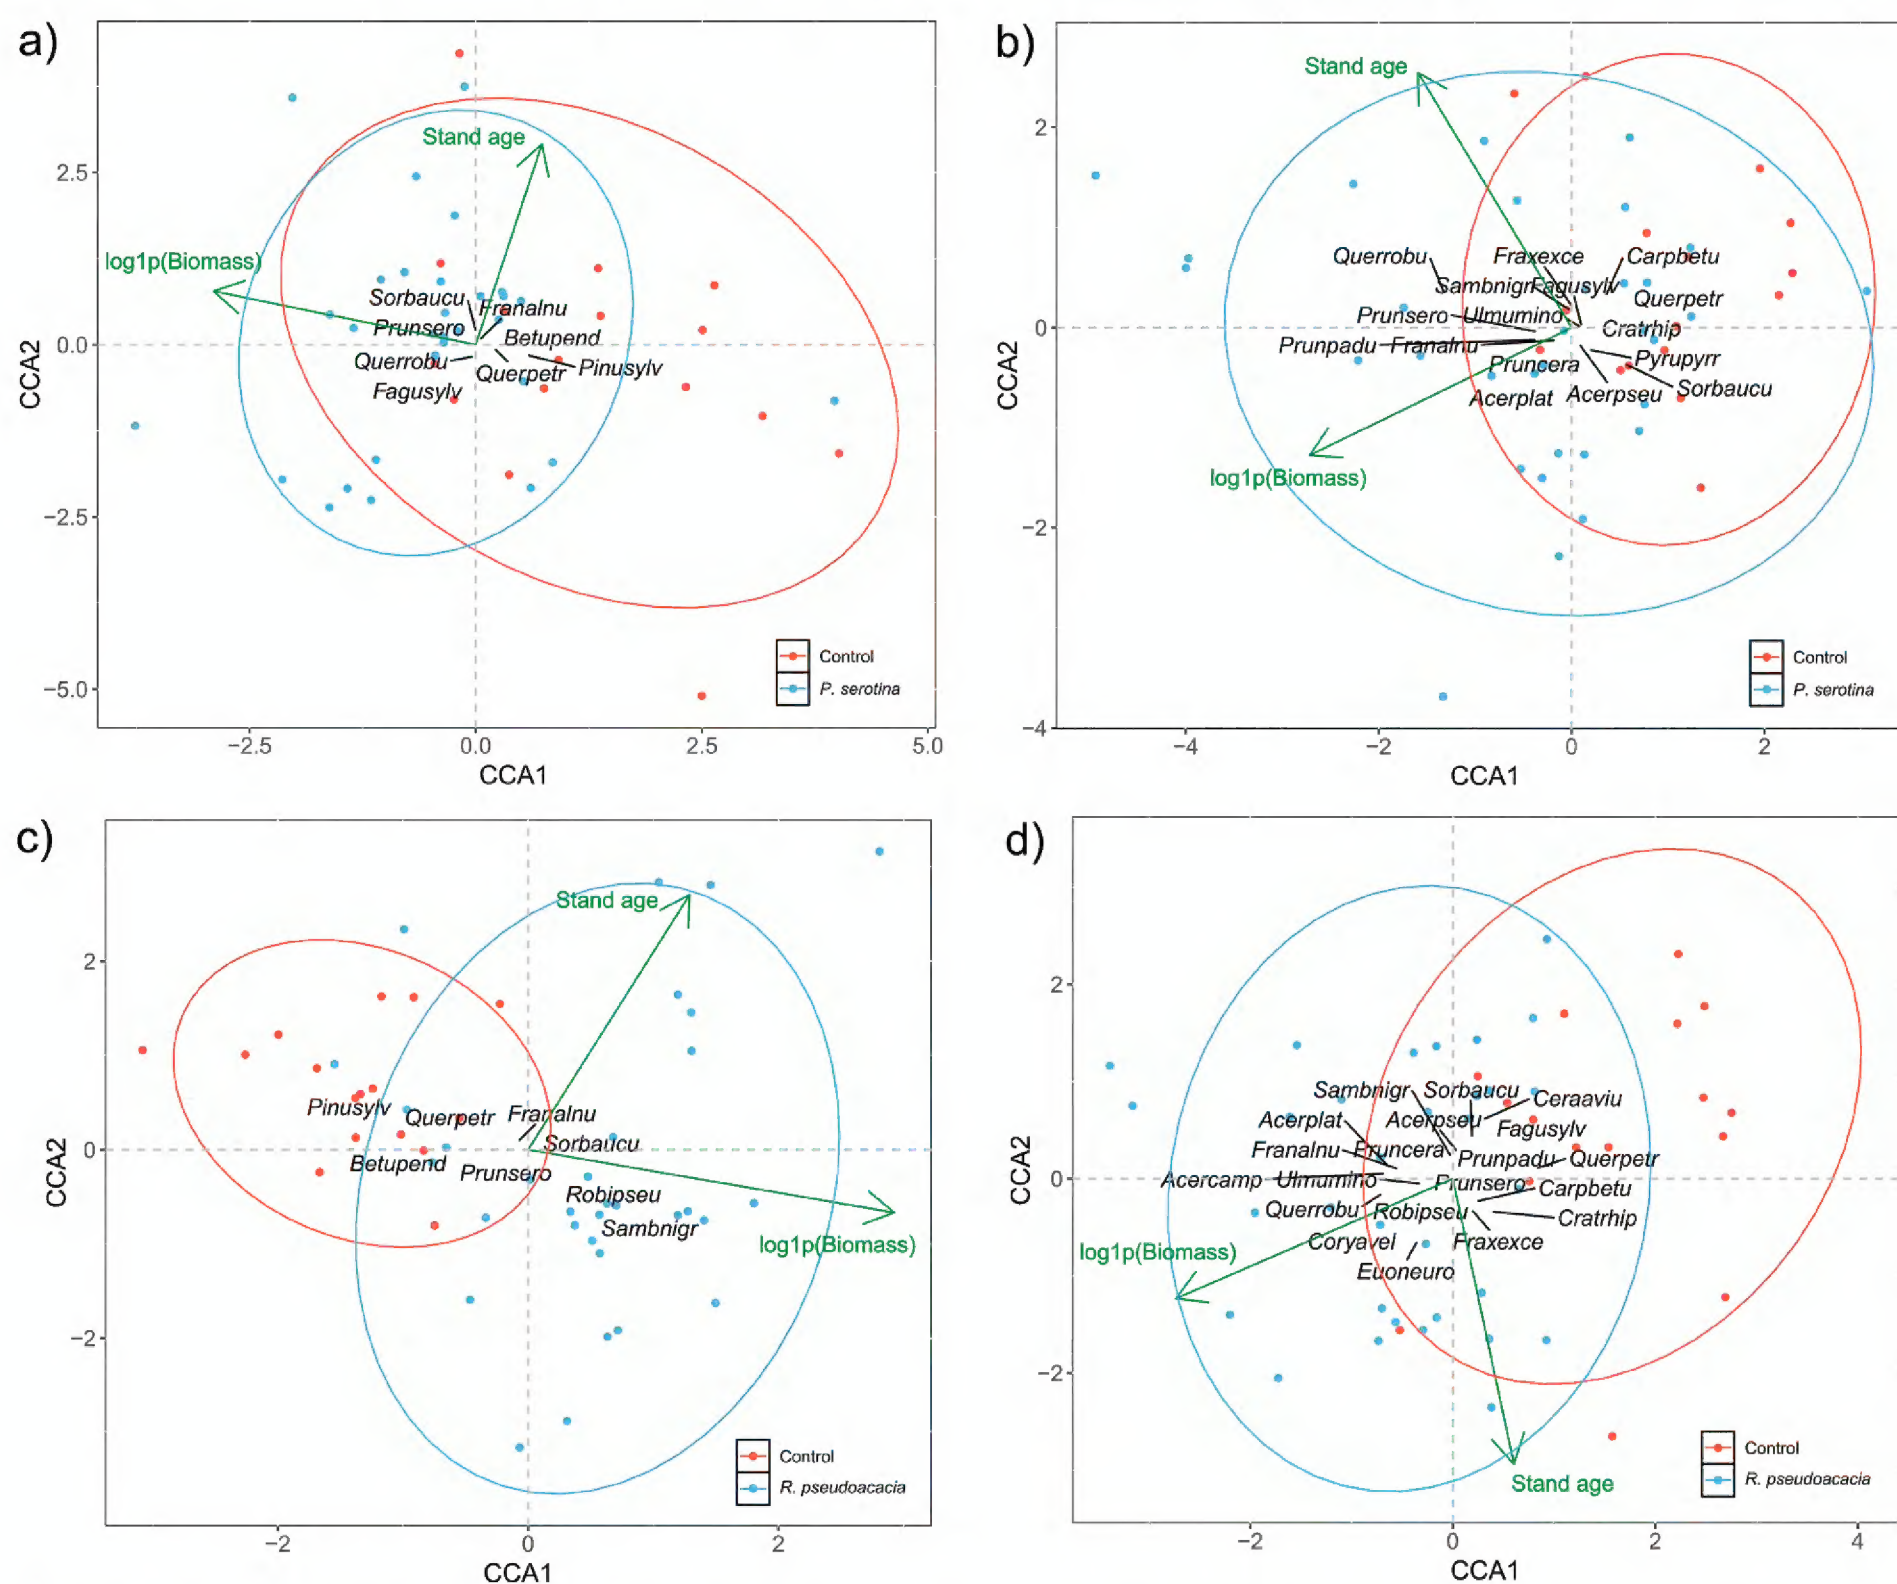 a)
Stand age
log1p(Biomass)
Sorbaucu
Franalnu
Prunsero
Betupend
Querrobu
Querpetr
Pinusylv
Fagusylv
2.5
0.0
−2.5
−5.0
CCA2
Control
P. serotina
−2.5 0.0 2.5 5.0
CCA1
b)
Stand age
Querrobu Fraxexce Carpbetu
Sambnigr Fagusylv Querpetr
Prunsero Ulmumino Cratrhip
Prunpadu Franalnu Pyrupyrr
Pruncera
Acerplat Acerpseu Sorbaucu
log1p(Biomass)
2
0
−2
−4
CCA2
Control
P. serotina
−4 −2 0 2
CCA1
c)
Stand age
Pinusylv Querpetr Franalnu
Sorbaucu
Betupend Prunsero
Robipseu
Sambnigr
log1p(Biomass)
2
0
−2
CCA2
Control
R. pseudoacacia
−2 0 2
CCA1
d)
Sambnigr Sorbaucu Ceraaviu
Acerplat Acerpseu Fagusylv
Franalnu Pruncera Prunpadu Querpetr
Acercamp Ulmumino Prunsero Carpbetu
Querrobu Robipseu Cratrhip
Coryavel Fraxexce
log1p(Biomass)
Euoneuro
Stand age
2
0
−2
CCA2
Control
R. pseudoacacia
−2 0 2 4
CCA1